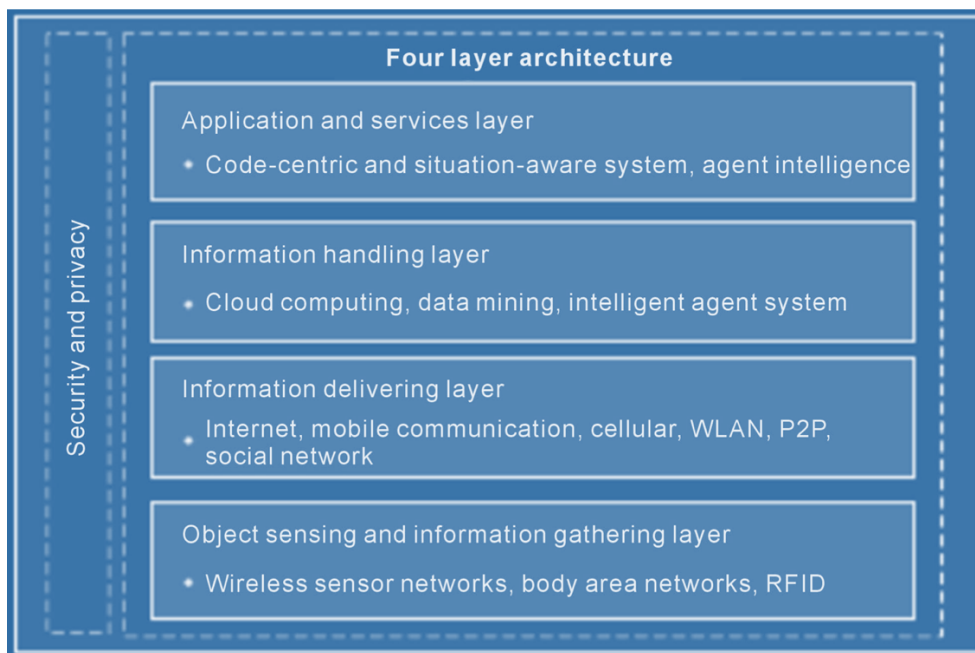 Four layer architecture
Application and services layer
• Code-centric and situation-aware system, agent intelligence
Information handling layer
• Cloud computing, data mining, intelligent agent system
Information delivering layer
• Internet, mobile communication, cellular, WLAN, P2P,
social network
Object sensing and information gathering layer
• Wireless sensor networks, body area networks, RFID
Security and privacy